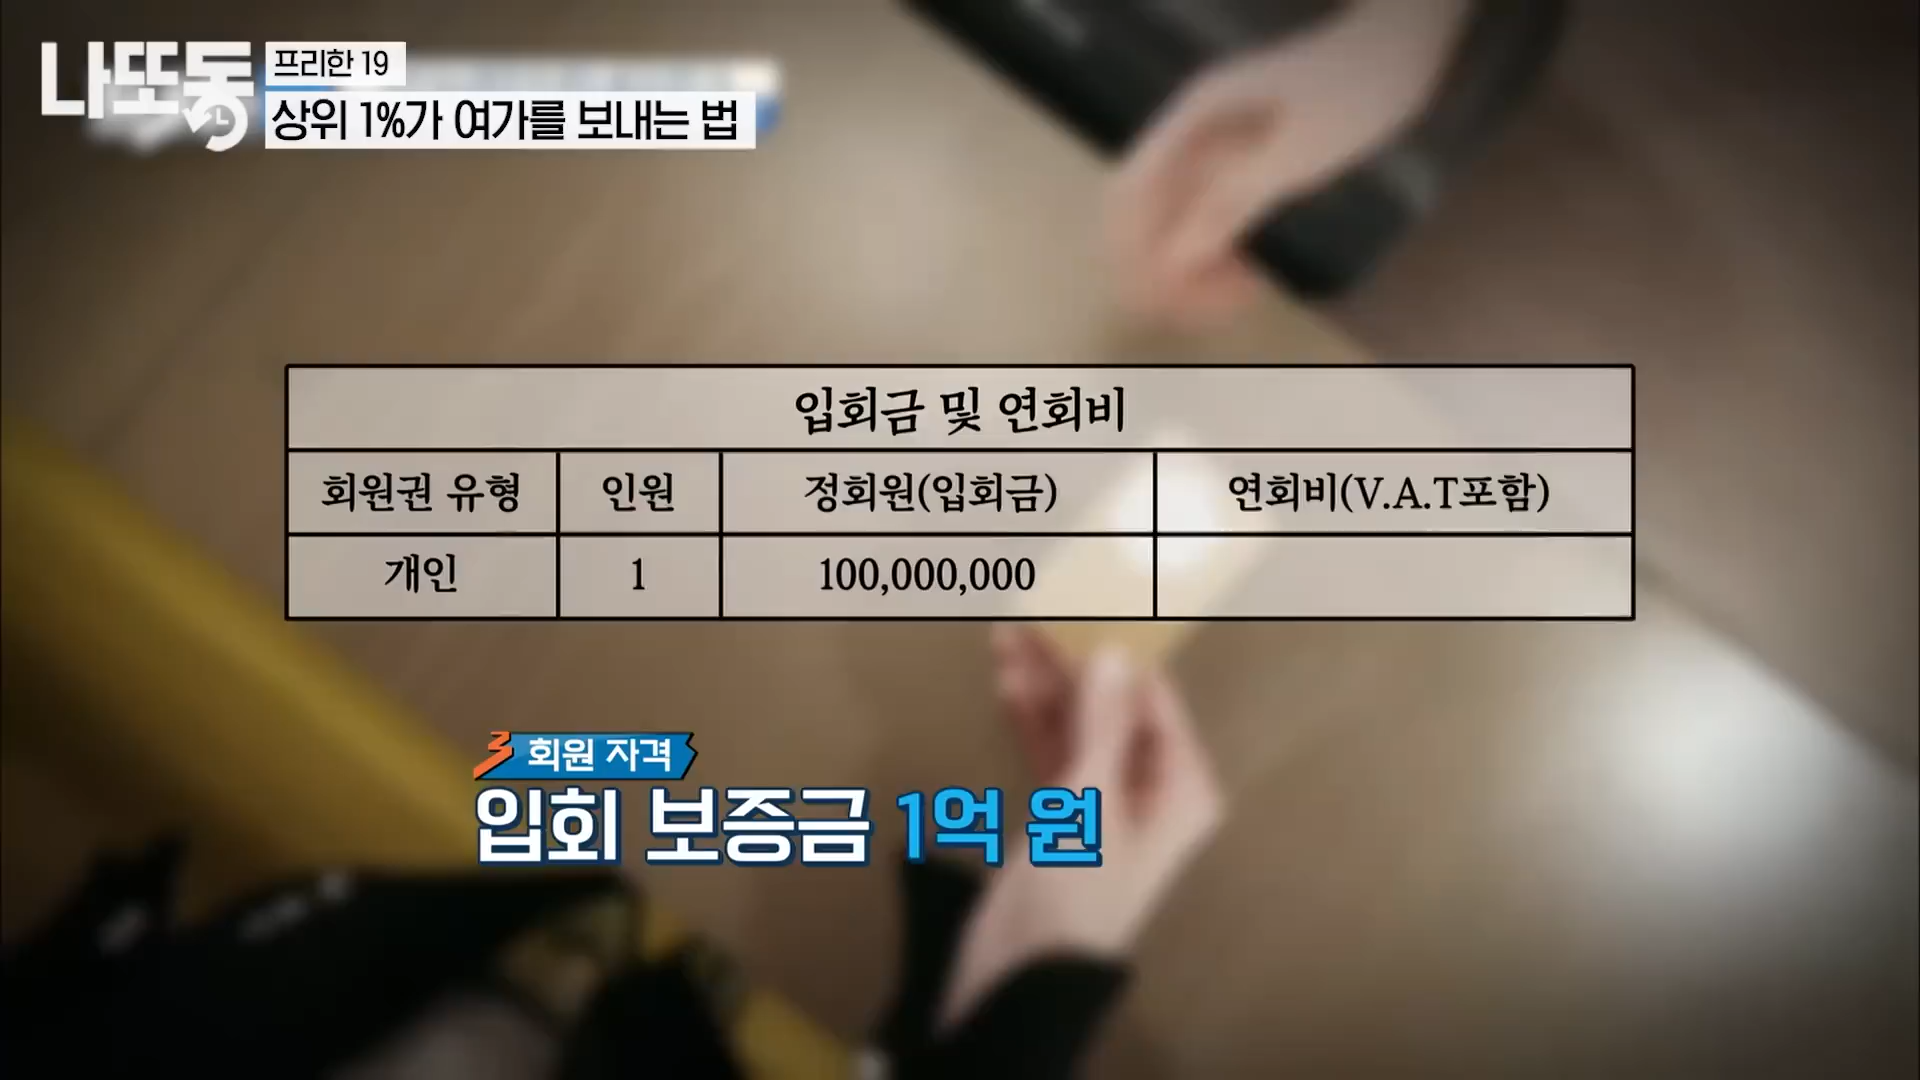 나또동
프리한 19
상위 1%가 여가를 보내는 법
입회금 및 연회비
회원권 유형 인원 정회원(입회금) 연회비(V.A.T포함)
개인 1 100,000,000
회원 자격
입회 보증금 1억 원